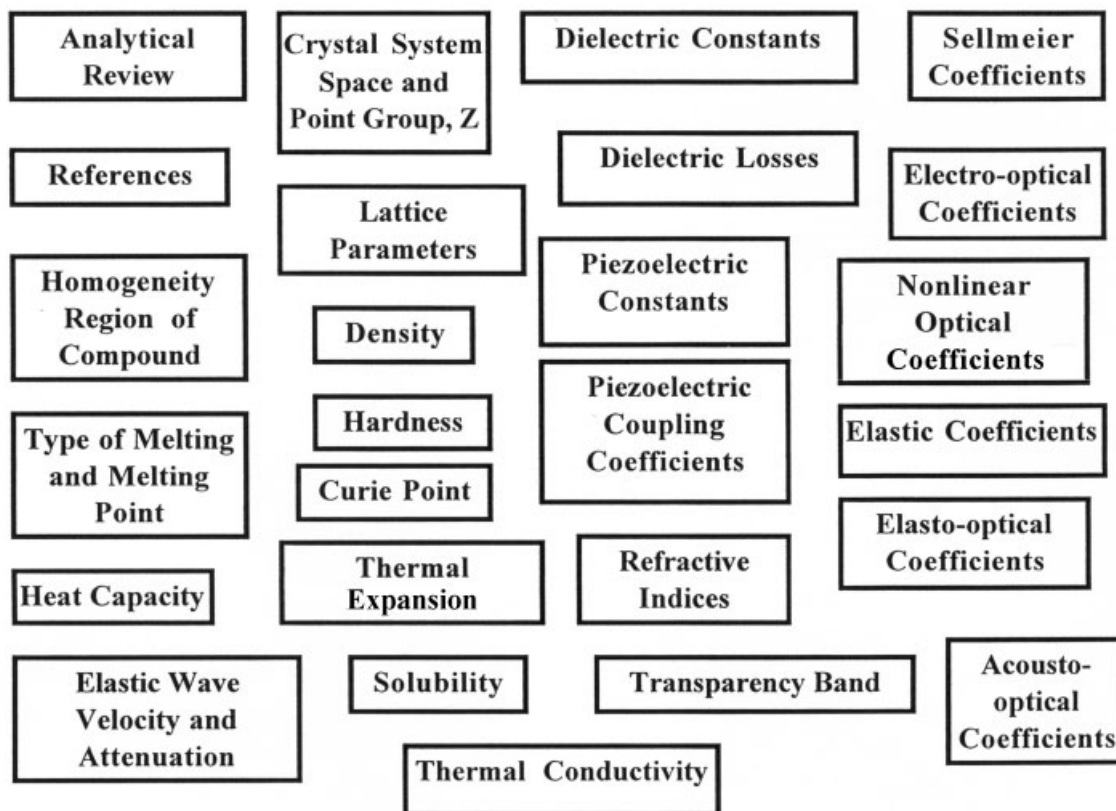 Analytical
Review
Crystal System
Space and
Point Group, Z
Dielectric Constants
Sellmeier
Coefficients
References
Lattice
Parameters
Dielectric Losses
Electro-optical
Coefficients
Homogeneity
Region of
Compound
Density
Piezoelectric
Constants
Nonlinear
Optical
Coefficients
Type of Melting
and Melting
Point
Hardness
Curie Point
Piezoelectric
Coupling
Coefficients
Elastic Coefficients
Elasto-optical
Coefficients
Heat Capacity
Thermal
Expansion
Refractive
Indices
Elastic Wave
Velocity and
Attenuation
Solubility
Transparency Band
Acousto-
optical
Coefficients
Thermal Conductivity